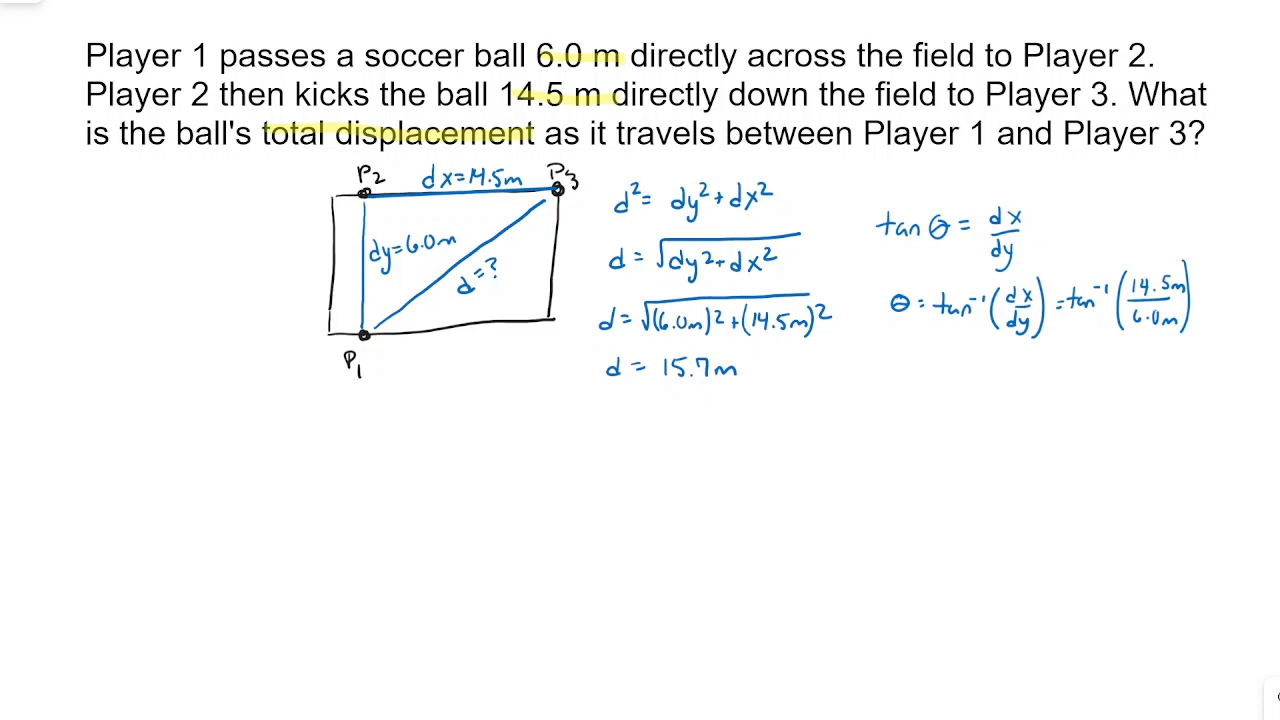 Player 1 passes a soccer ball 6.0 m directly across the field to Player 2.
Player 2 then kicks the ball 14.5 m directly down the field to Player 3. What
is the ball's total displacement as it travels between Player 1 and Player 3?
P2 dx=14.5m P3
dy=6.0m
d=?
P1
d² = dy² + dx²
d = √dy² + dx²
d = √(6.0m)² + (14.5m)²
d = 15.7m
tan θ = dx/dy
θ = tan⁻¹(dx/dy) = tan⁻¹(14.5m/6.0m)